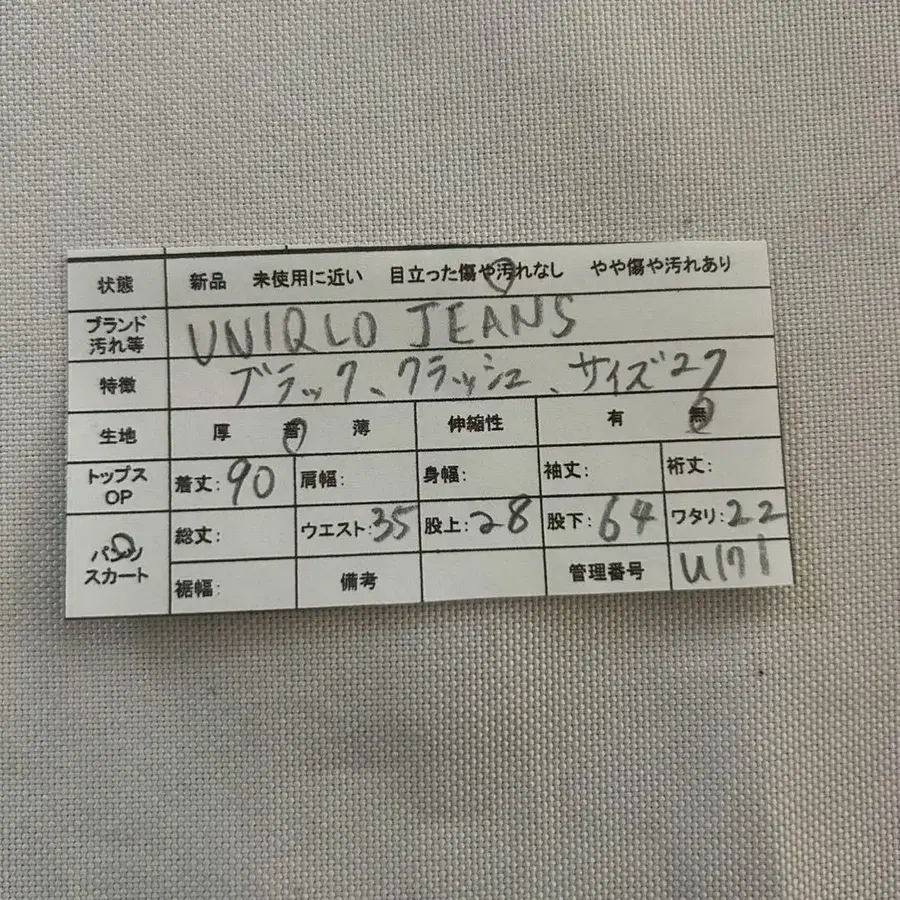 状態 新品 未使用に近い 目立った傷や汚れなし やや傷や汚れあり
ブランド 汚れ等 UNIQLO JEANS
特徴 ブラック、クラッシュ、サイズ27
生地 厚 普 薄 伸縮性 有 無
トップス OP 着丈:90 肩幅: 身幅: 袖丈: 裄丈:
パンツ スカート 総丈: ウエスト:35 股上:28 股下:64 ワタリ:22
裾幅: 備考 管理番号 U171